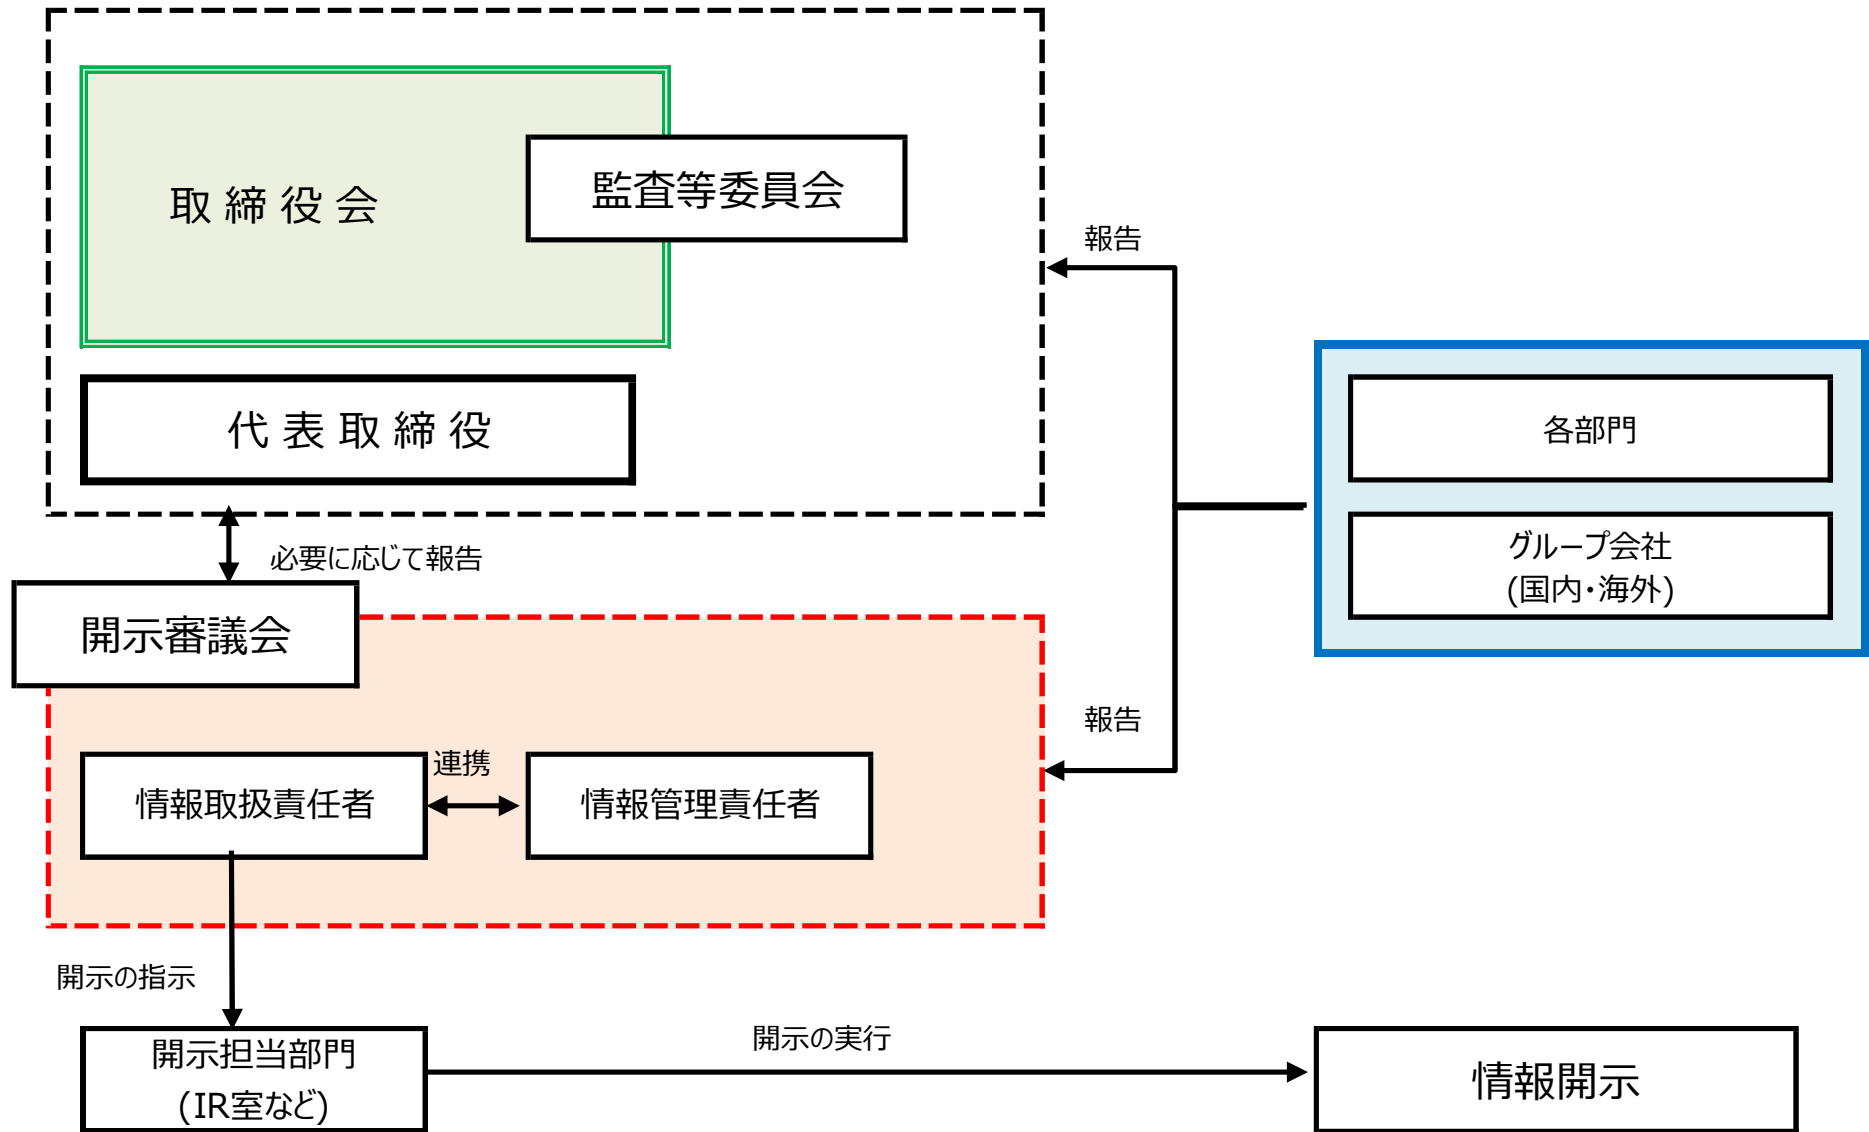 取締役会
監査等委員会
報告
代表取締役
各部門
グループ会社
(国内・海外)
必要に応じて報告
開示審議会
報告
連携
情報取扱責任者
情報管理責任者
開示の指示
開示の実行
開示担当部門
(IR室など)
情報開示